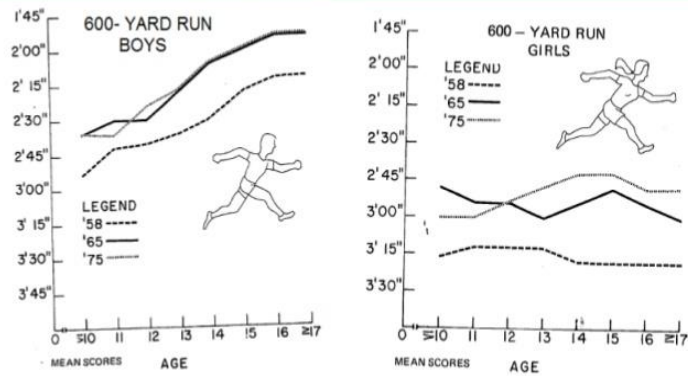 600- YARD RUN
BOYS
1'45"
2'00"
2'15"
2'30"
2'45"
3'00"
3'15"
3'30"
3'45"
LEGEND
'58
'65
'75
0 ≤10 11 12 13 14 15 16 ≥17
MEAN SCORES AGE
600 – YARD RUN
GIRLS
1'45"
2'00"
2'15"
2'30"
2'45"
3'00"
3'15"
3'30"
LEGEND
'58
'65
'75
0 ≤10 11 12 13 14 15 16 ≥17
MEAN SCORES AGE